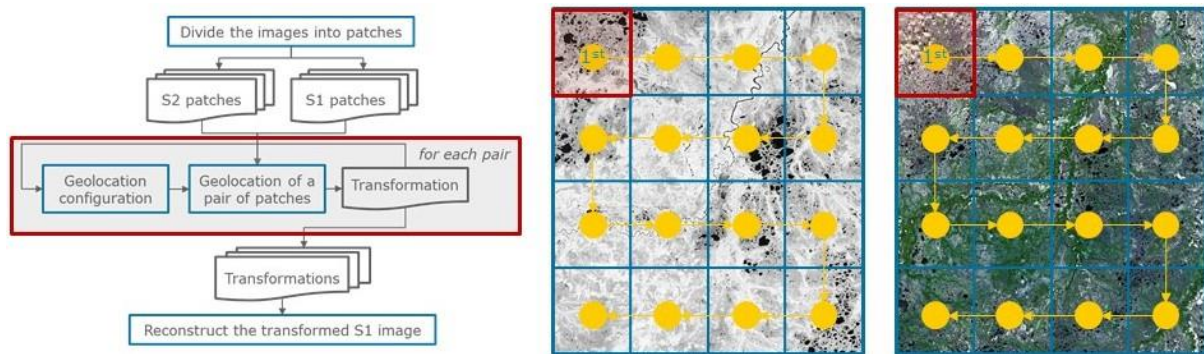 Divide the images into patches
S2 patches
S1 patches
for each pair
Geolocation
configuration
Geolocation of a
pair of patches
Transformation
Transformations
Reconstruct the transformed S1 image
1st
1st